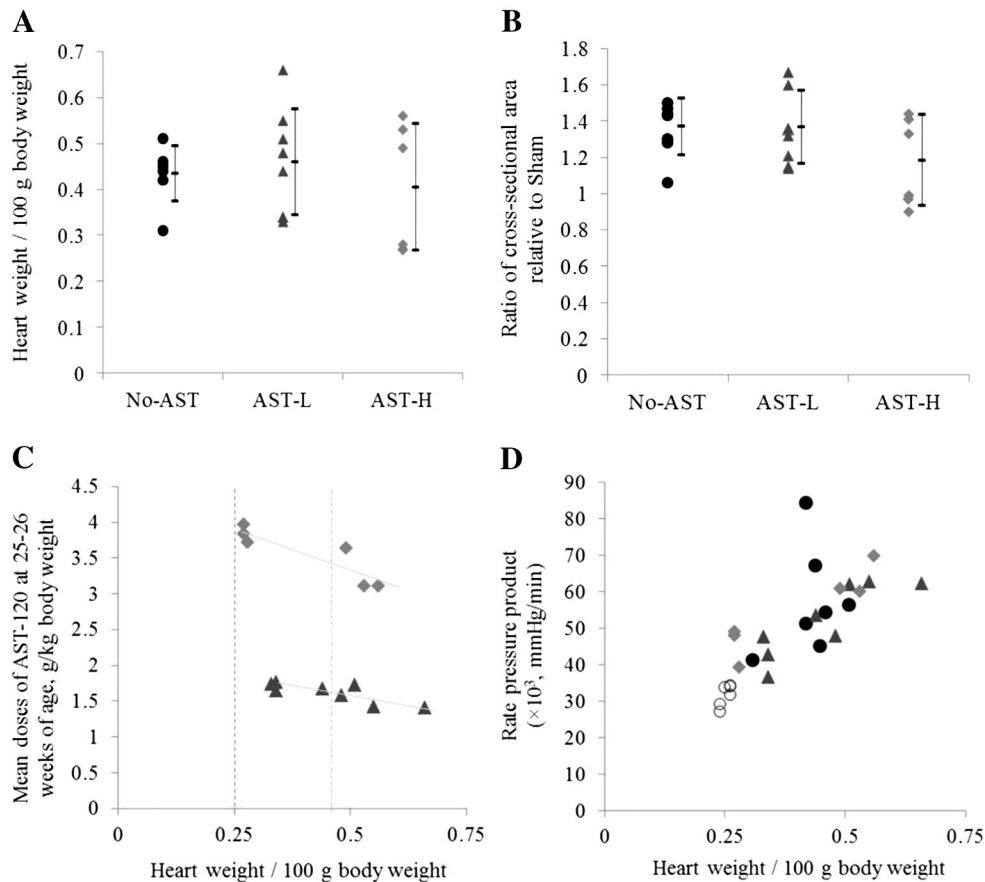 A
Heart weight / 100 g body weight
0.7
0.6
0.5
0.4
0.3
0.2
0.1
0
No-AST AST-L AST-H
B
Ratio of cross-sectional area
relative to Sham
1.8
1.6
1.4
1.2
1
0.8
0.6
0.4
0.2
0
No-AST AST-L AST-H
C
Mean doses of AST-120 at 25-26
weeks of age, g/kg body weight
4.5
4
3.5
3
2.5
2
1.5
1
0.5
0
0 0.25 0.5 0.75
Heart weight / 100 g body weight
D
Rate pressure product
(×10³, mmHg/min)
90
80
70
60
50
40
30
20
10
0
0 0.25 0.5 0.75
Heart weight / 100 g body weight